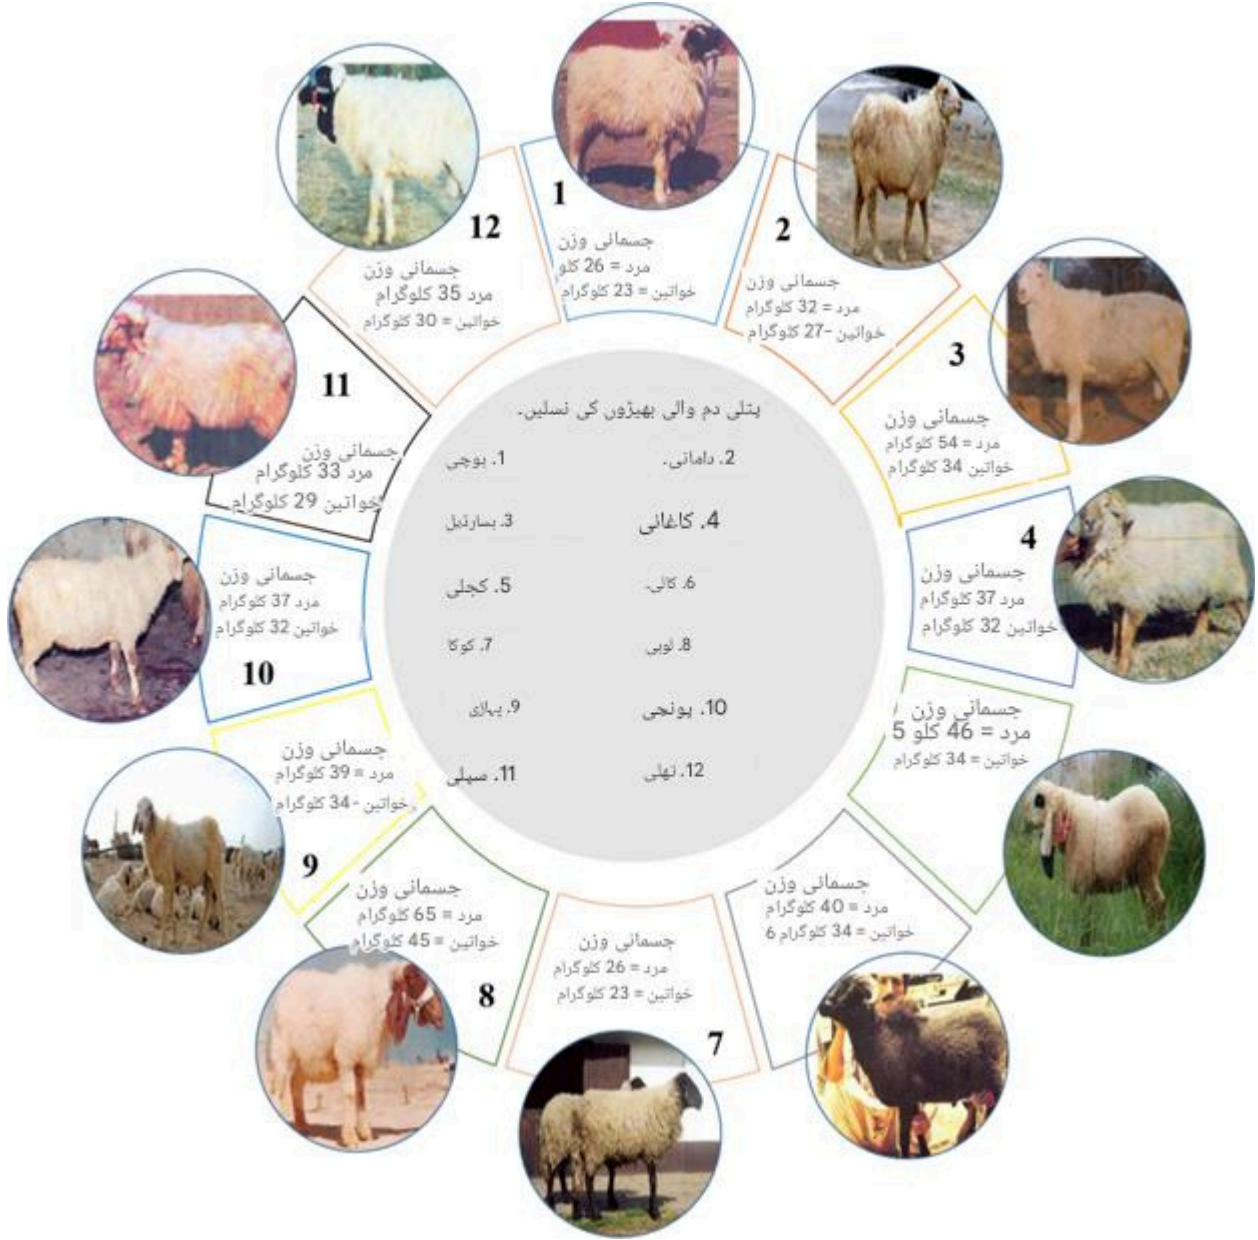 1
جسمانی وزن
مرد = 26 کلو
خواتین = 23 کلوگرام
2
جسمانی وزن
مرد = 32 کلوگرام
خواتین -27 کلوگرام
3
جسمانی وزن
مرد = 54 کلوگرام
خواتین 34 کلوگرام
4
جسمانی وزن
مرد 37 کلوگرام
خواتین 32 کلوگرام
جسمانی وزن
مرد = 46 کلو 5
خواتین = 34 کلوگرام
جسمانی وزن
مرد = 40 کلوگرام
خواتین = 34 کلوگرام 6
7
جسمانی وزن
مرد = 26 کلوگرام
خواتین = 23 کلوگرام
8
جسمانی وزن
مرد = 65 کلوگرام
خواتین = 45 کلوگرام
9
جسمانی وزن
مرد = 39 کلوگرام
خواتین -34 کلوگرام
10
جسمانی وزن
مرد 37 کلوگرام
خواتین 32 کلوگرام
11
جسمانی وزن
مرد 33 کلوگرام
خواتین 29 کلوگرام
12
جسمانی وزن
مرد 35 کلوگرام
خواتین = 30 کلوگرام
پتلی دم والی بھیڑوں کی نسلیں۔
1. بوچی
2. دامانی۔
3. بسارڈیل
4. کاغانی
5. کجلی
6. کالی۔
7. کوکا
8. لوہی
9. پہاڑی
10. پونچی
11. سپلی
12. تھلی